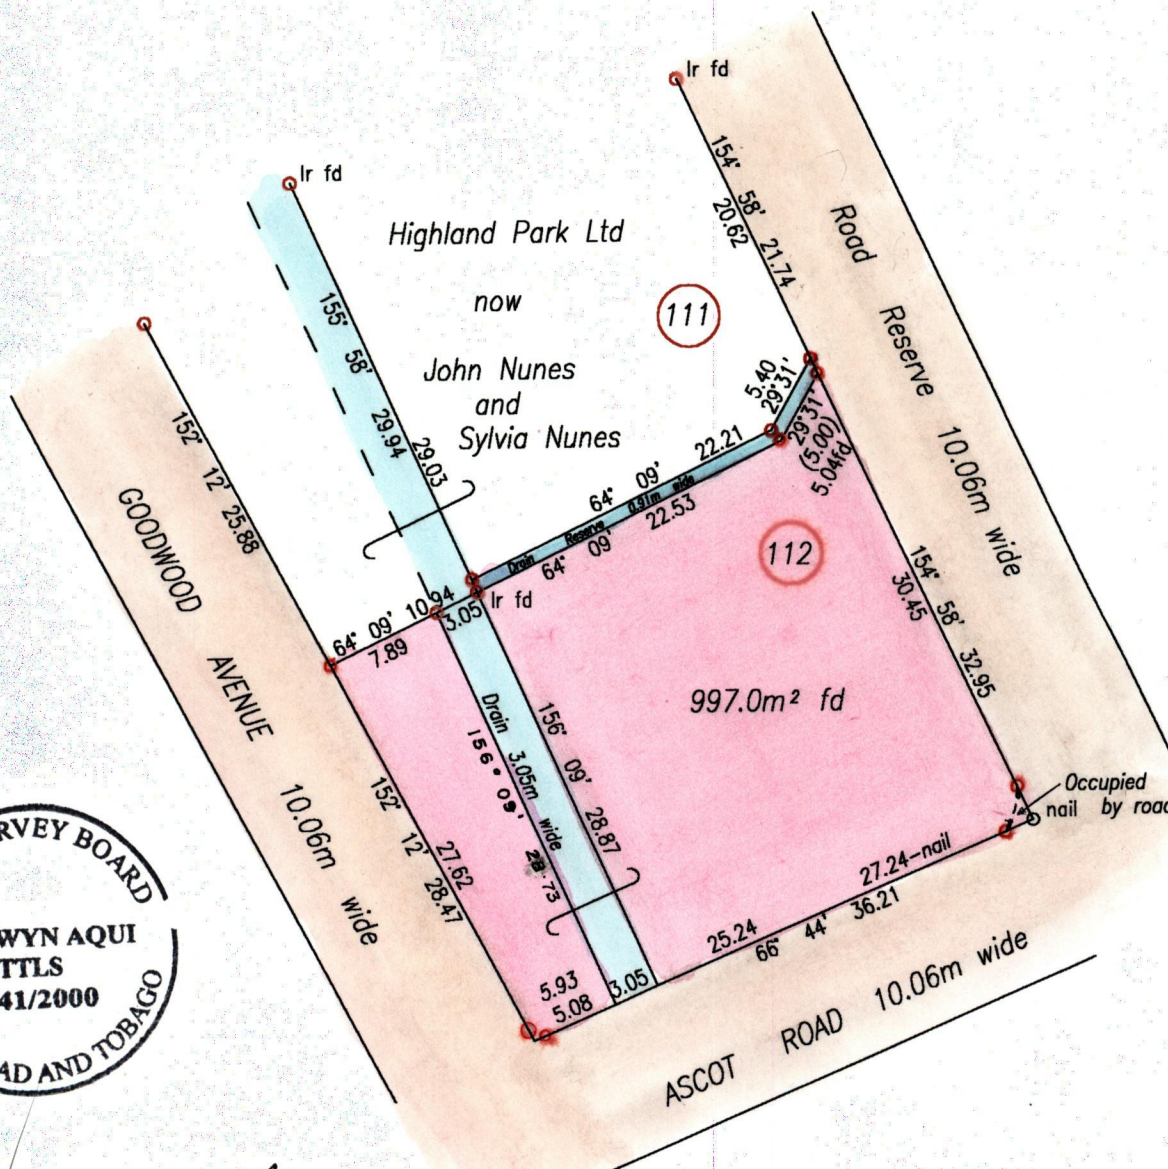 Ir fd
Ir fd
154° 58' 21.74
20.62
Highland Park Ltd
now
John Nunes
and
Sylvia Nunes
111
Road Reserve 10.06m wide
155° 58' 29.94
29.03
152° 12' 25.88
GOODWOOD AVENUE 10.06m wide
5.40
29°31'
29°31'
(5.00)
5.04fd
64° 09' 22.21
Drain Reserve 0.91m wide
64° 09' 22.53
112
Ir fd
64° 09' 10.94
7.89
3.05
154° 58' 32.95
30.45
997.0m² fd
Drain 3.05m wide
156° 09' 28.73
156° 09' 28.87
152° 12' 28.47
27.62
Occupied
nail by road
27.24-nail
25.24
66° 44' 36.21
5.93
5.08
3.05
ASCOT ROAD 10.06m wide
RVEY BOARD
WYN AQUI
TTLS
41/2000
AD AND TOBAGO